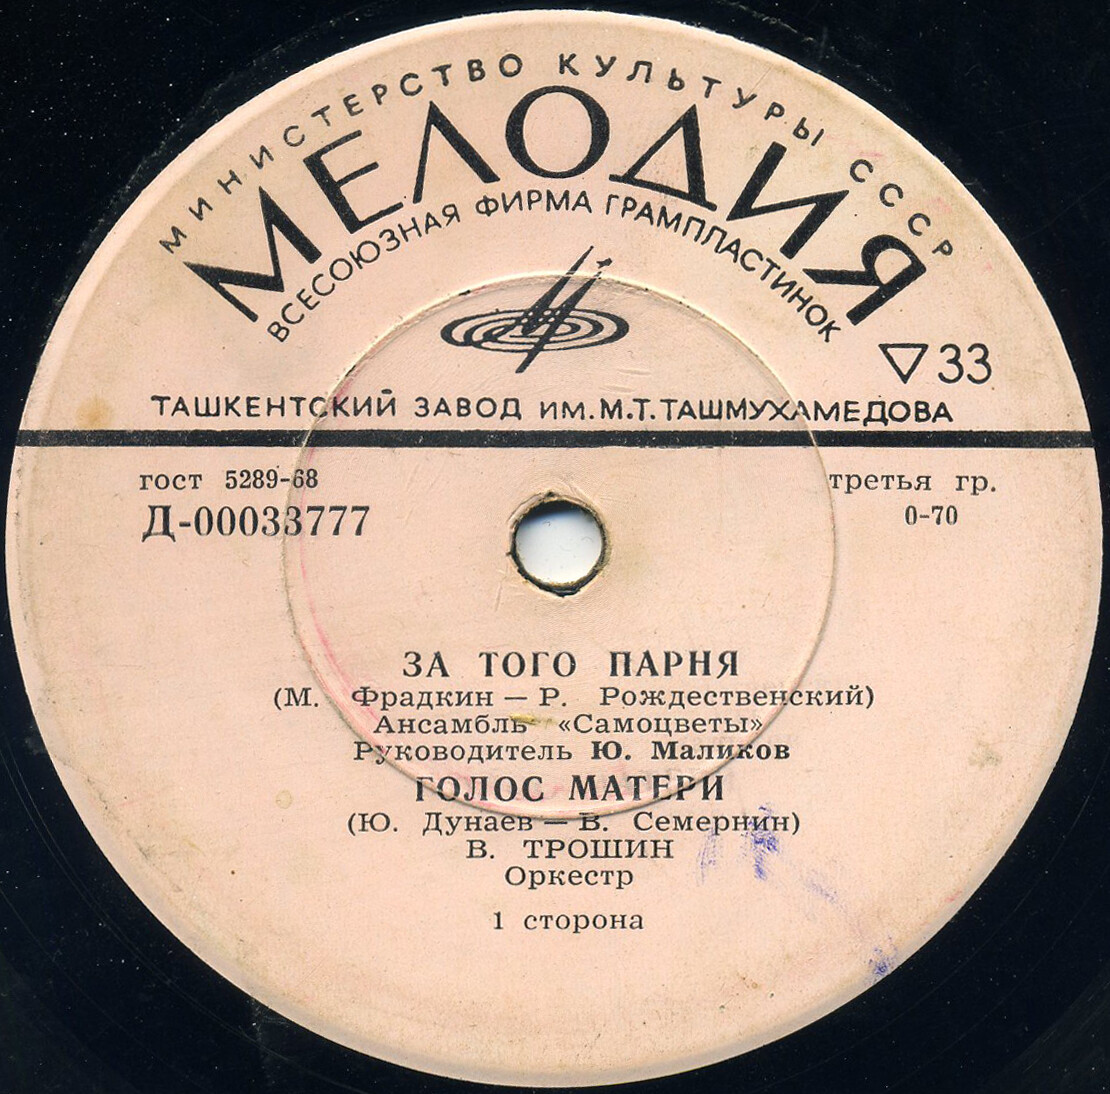 МИНИСТЕРСТВО КУЛЬТУРЫ СССР
МЕЛОДИЯ
ВСЕСОЮЗНАЯ ФИРМА ГРАМПЛАСТИНОК
33
ТАШКЕНТСКИЙ ЗАВОД ИМ.М.Т.ТАШМУХАМЕДОВА
гост 5289-68
третья гр.
Д-00033777
0-70
ЗА ТОГО ПАРНЯ
(М. Фрадкин — Р. Рождественский)
Ансамбль «Самоцветы»
Руководитель Ю. Маликов
ГОЛОС МАТЕРИ
(Ю. Дунаев — В. Семернин)
В. ТРОШИН
Оркестр
1 сторона